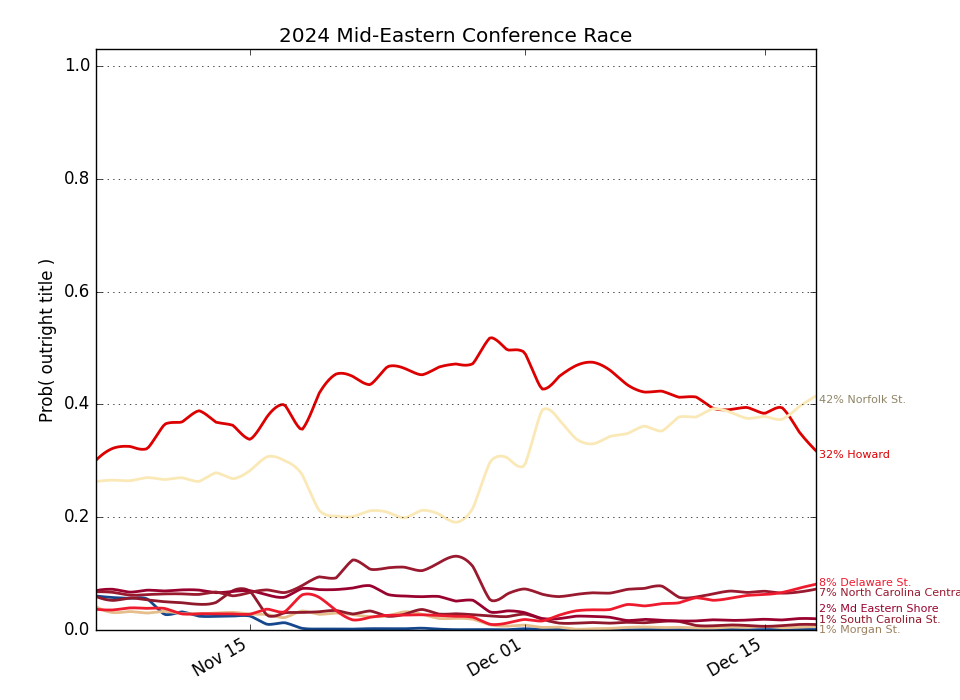 2024 Mid-Eastern Conference Race
Prob( outright title )
1.0
0.8
0.6
0.4
0.2
0.0
Nov 15
Dec 01
Dec 15
42% Norfolk St.
32% Howard
8% Delaware St.
7% North Carolina Centra
2% Md Eastern Shore
1% South Carolina St.
1% Morgan St.